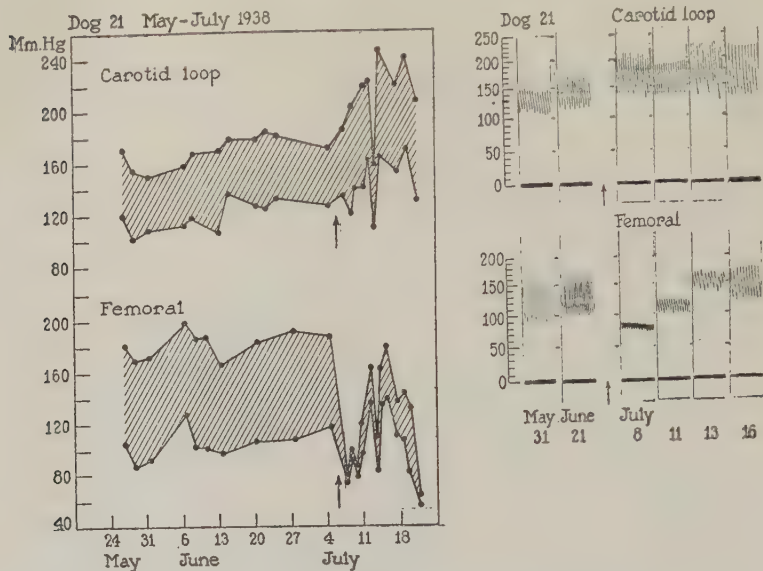 Dog 21 May-July 1938
Mm.Hg
240
200
160
120
80
Carotid loop
Femoral
200
160
120
80
40
24 31 6 13 20 27 4 11 18
May June July
Dog 21 Carotid loop
250
200
150
100
50
0
Femoral
200
150
100
50
0
May June July
31 21 8 11 13 16